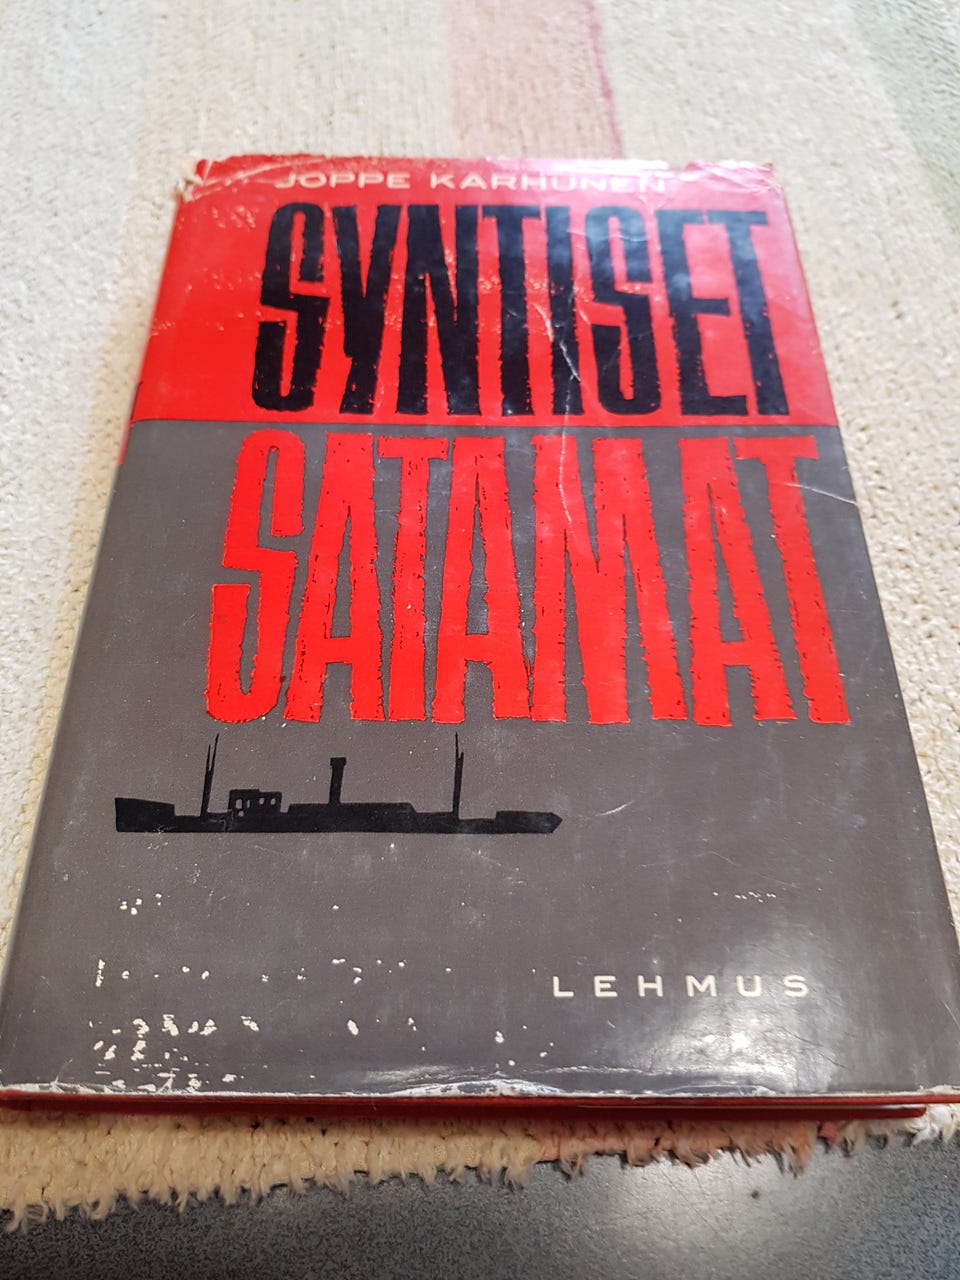 JOPPE KARHUNEN
SYNTISET
SATAMAT
LEHMUS